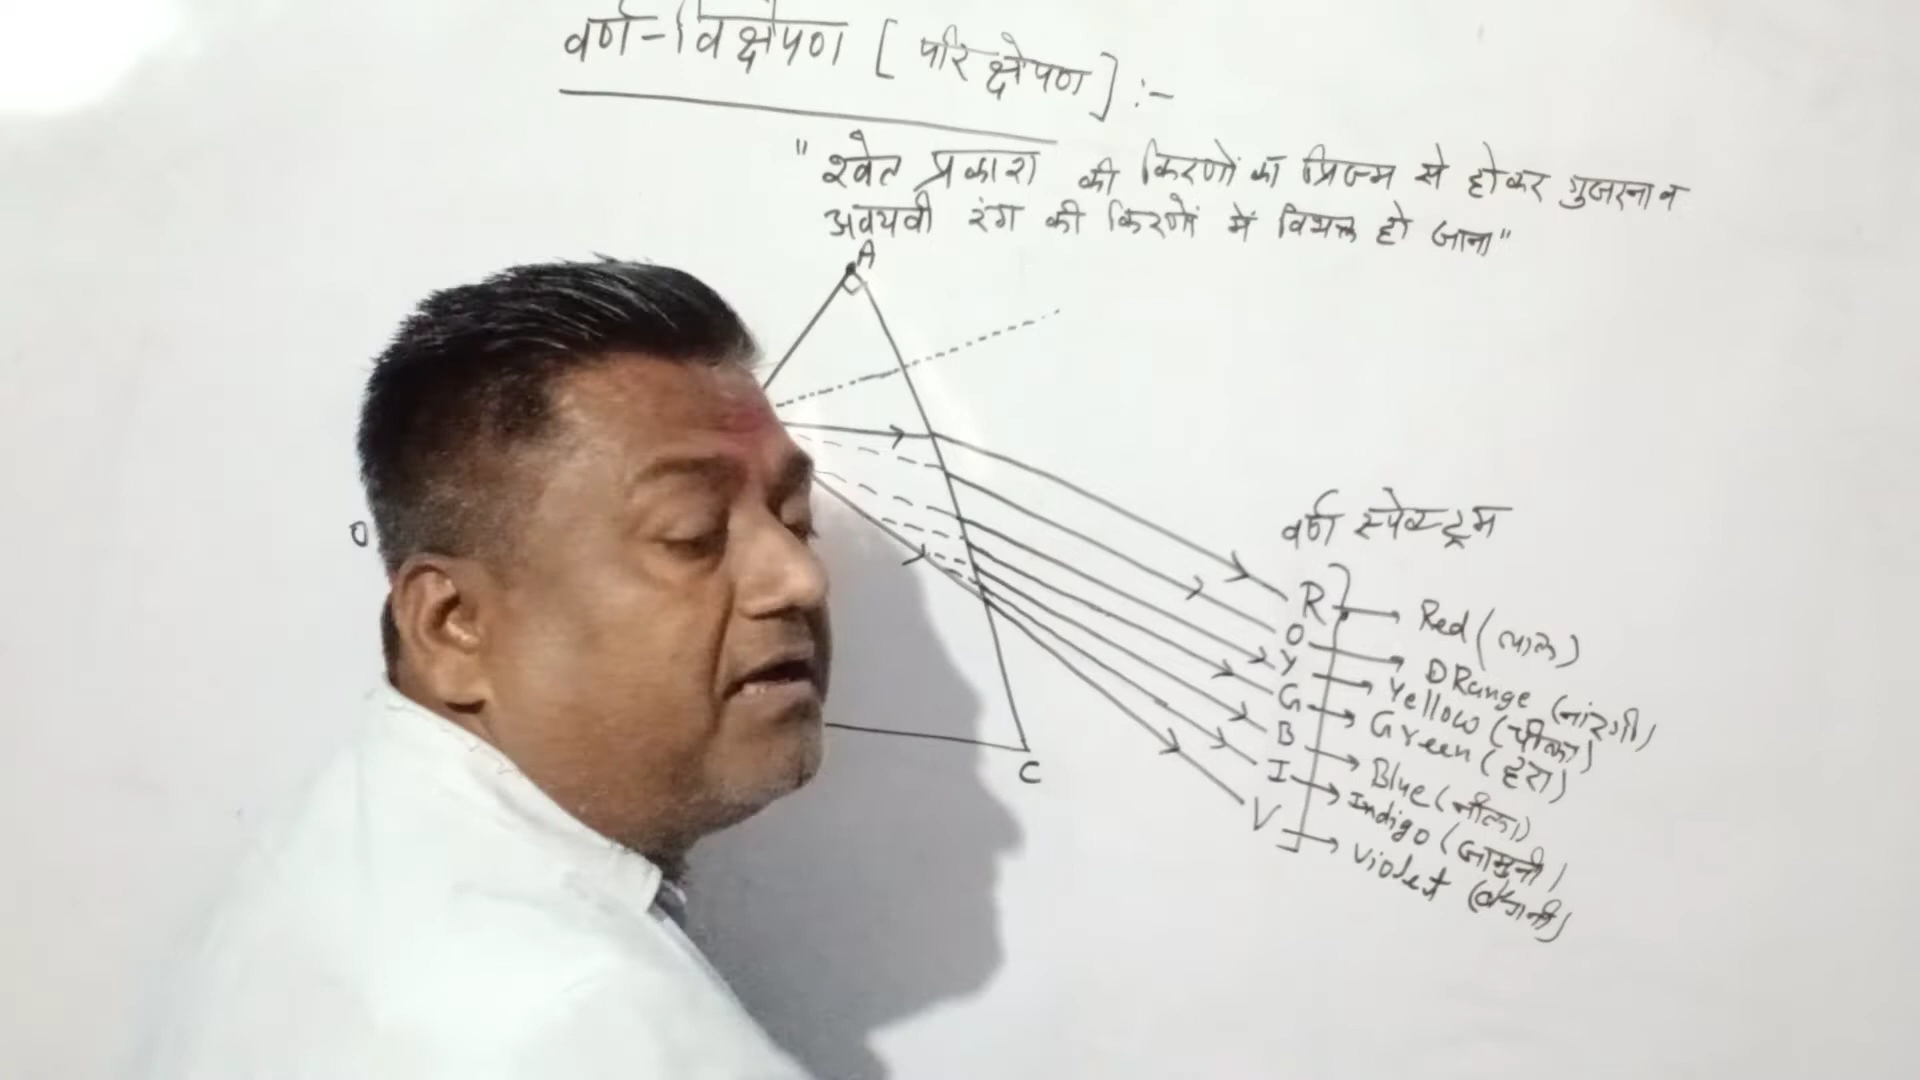 वर्ण-विक्षेपण [परिक्षेपण] :-
"श्वेत प्रकाश की किरणों का प्रिज्म से होकर गुजरना व
अवयवी रंग की किरणों में विभक्त हो जाना"
A
O
वर्ण स्पेक्ट्रम
R → Red (लाल)
O → ORange (नांरगी)
Y → Yellow (पीला)
G → Green (हरा)
B → Blue (नीला)
I → Indigo (जामुनी)
V → Violet (बैगनी)
C